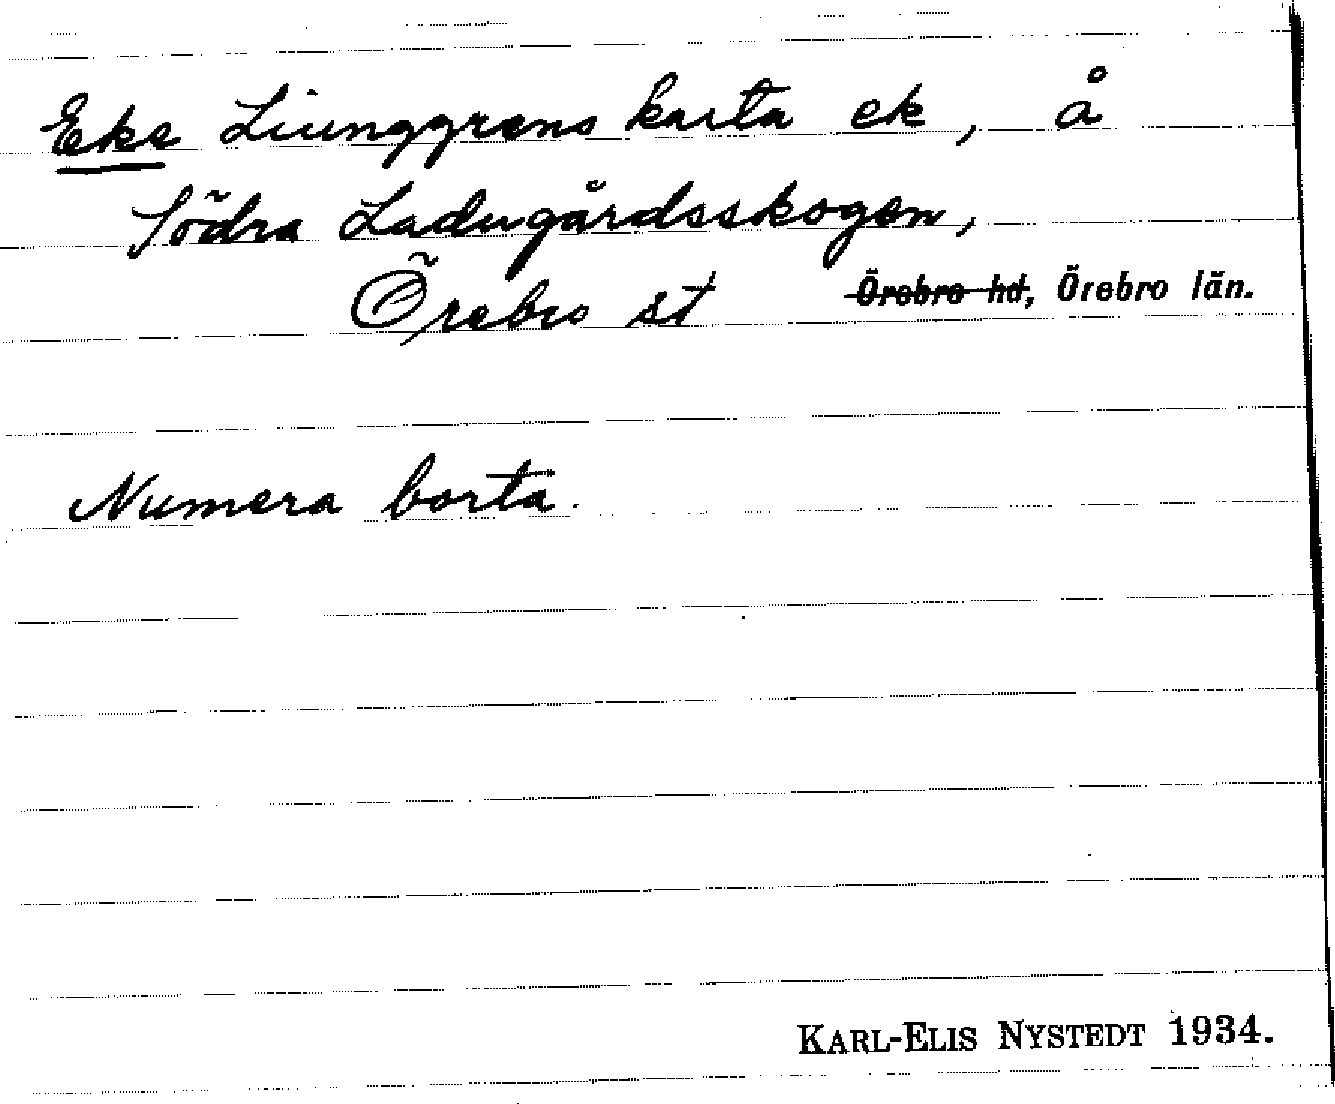 Eke Liunggrens karta ek, å
Södra Ladugårdsskogen,
Örebro st Örebro hd, Örebro län.
Numera borta.
KARL-ELIS NYSTEDT 1934.